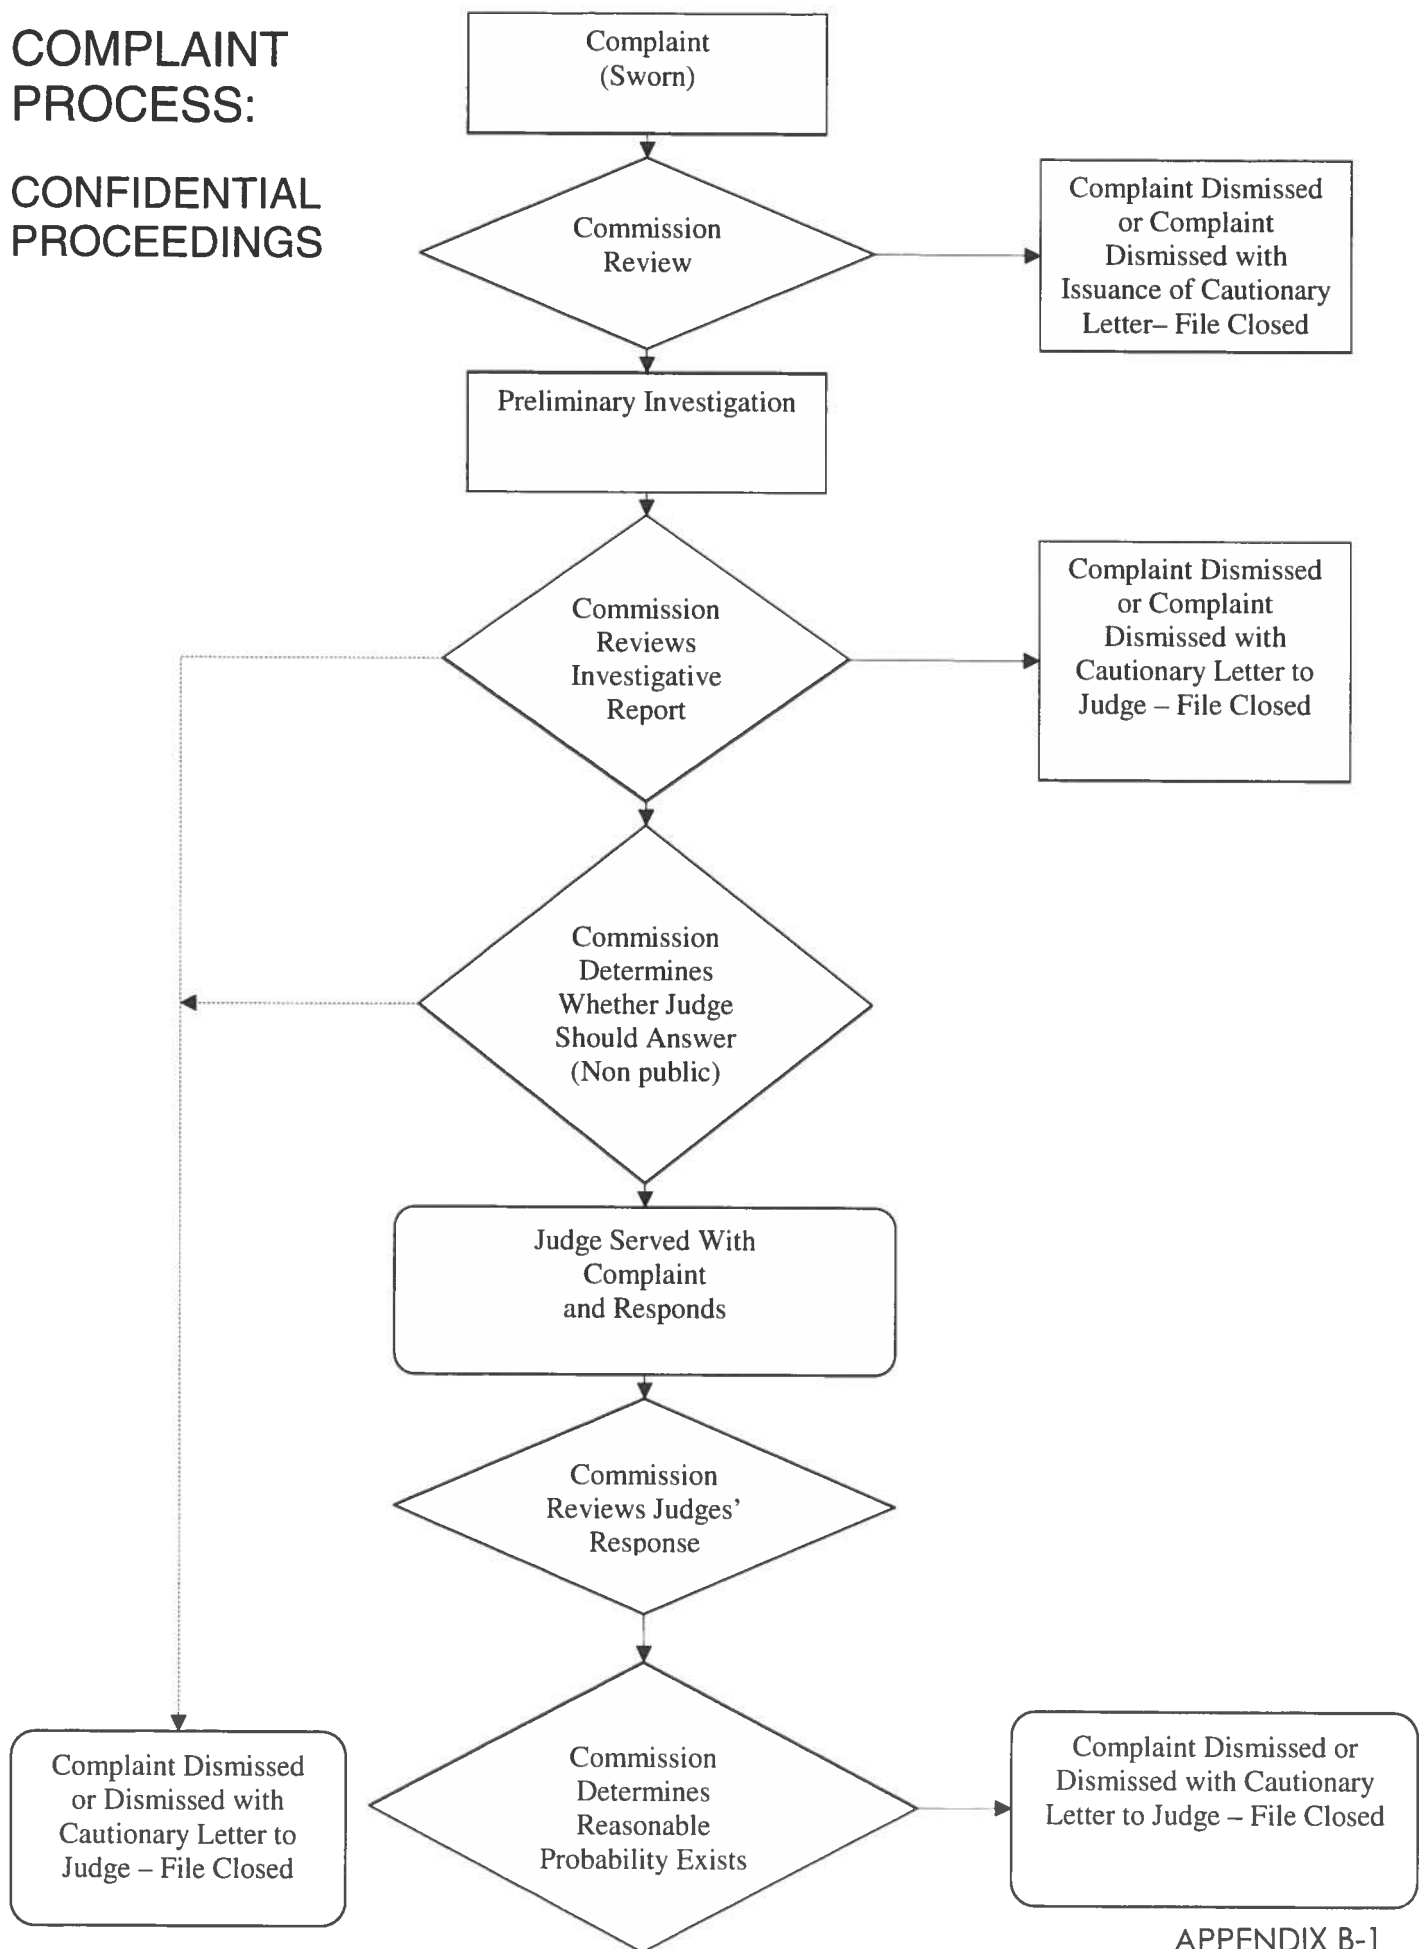 COMPLAINT
PROCESS:
CONFIDENTIAL
PROCEEDINGS
Complaint
(Sworn)
Commission
Review
Complaint Dismissed
or Complaint
Dismissed with
Issuance of Cautionary
Letter– File Closed
Preliminary Investigation
Commission
Reviews
Investigative
Report
Complaint Dismissed
or Complaint
Dismissed with
Cautionary Letter to
Judge – File Closed
Commission
Determines
Whether Judge
Should Answer
(Non public)
Judge Served With
Complaint
and Responds
Commission
Reviews Judges’
Response
Complaint Dismissed
or Dismissed with
Cautionary Letter to
Judge – File Closed
Commission
Determines
Reasonable
Probability Exists
Complaint Dismissed or
Dismissed with Cautionary
Letter to Judge – File Closed
APPENDIX B-1